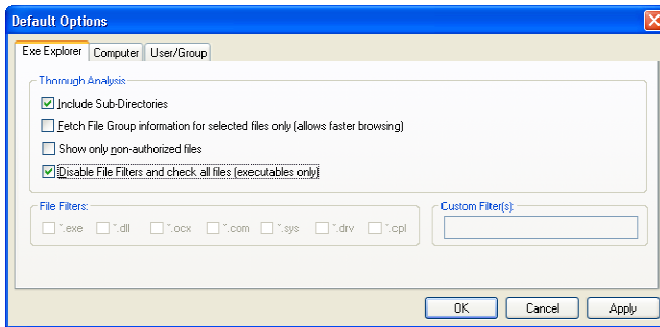 Default Options
Exe Explorer Computer User/Group
Thorough Analysis
Include Sub-Directories
Fetch File Group information for selected files only (allows faster browsing)
Show only non-authorized files
Disable File Filters and check all files (executables only)
File Filters: Custom Filter(s):
*.exe *.dll *.ocx *.com *.sys *.drv *.cpl
OK Cancel Apply